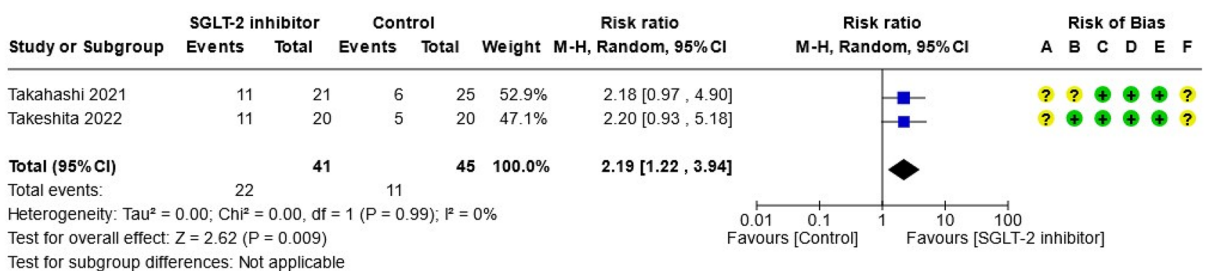 SGLT-2 inhibitor Control Risk ratio Risk ratio Risk of Bias
Study or Subgroup Events Total Events Total Weight M-H, Random, 95% CI M-H, Random, 95% CI A B C D E F
Takahashi 2021 11 21 6 25 52.9% 2.18 [0.97 , 4.90] ? ? + + + ?
Takeshita 2022 11 20 5 20 47.1% 2.20 [0.93 , 5.18] ? + + + + ?
Total (95% CI) 41 45 100.0% 2.19 [1.22 , 3.94]
Total events: 22 11
Heterogeneity: Tau² = 0.00; Chi² = 0.00, df = 1 (P = 0.99); I² = 0%
0.01 0.1 1 10 100
Test for overall effect: Z = 2.62 (P = 0.009)
Favours [Control] Favours [SGLT-2 inhibitor]
Test for subgroup differences: Not applicable